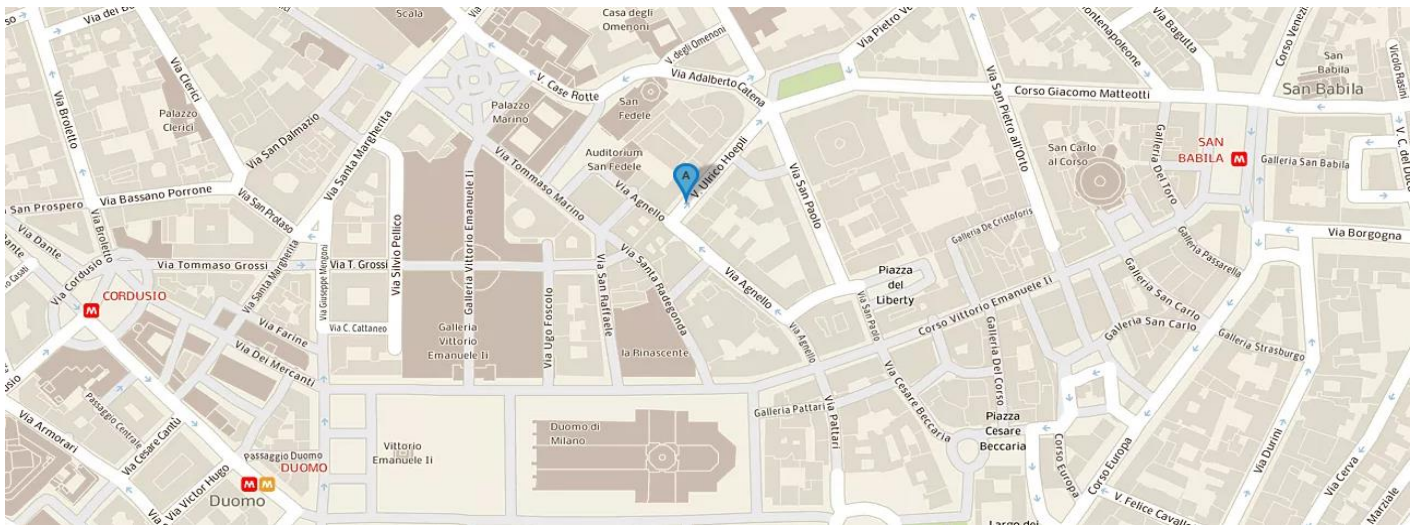 Via del
Scala
Casa degli
Omenoni
V. degli Omenoni
Via Adalberto Catena
Via Pietro Ve
Montenapoleone
Via Bagutta
Corso Venezi
San
Babila
San Babila
Vicolo Rasini
Via Clerici
Palazzo
Clerici
Via Broletto
Via San Dalmazio
Via Santa Margherita
Palazzo
Marino
V. Case Rotte
San
Fedele
Corso Giacomo Matteotti
Via San Pietro all'Orto
Auditorium
San Fedele
A
V. Ulrico Hoepli
San Carlo
al Corso
Galleria Del Toro
SAN
BABILA
M
Galleria San Babila
V. C. del Duca
San Prospero
Via Bassano Porrone
Via San Protaso
Via Tommaso Marino
Via Agnello
Via San Paolo
Galleria De Cristoforis
Via Dante
Dante
Via Broletto
Via Cordusio
Casati
Via Tommaso Grossi
Via Santa Margherita
Via Giuseppe Mengoni
Via T. Grossi
Via Silvio Pellico
Galleria Vittorio Emanuele Ii
Via San Raffaele
Via Santa Radegonda
Via Agnello
Piazza
del
Liberty
Galleria Passarella
Via Borgogna
CORDUSIO
M
Via Farine
Via C. Cattaneo
Galleria
Vittorio
Emanuele Ii
Via Ugo Foscolo
la Rinascente
Via Agnello
Via San Paolo
Corso Vittorio Emanuele Ii
Galleria San Carlo
Galleria San Carlo
Galleria Strasburgo
dusio
Via Dei Mercanti
Via Cesare Beccaria
Galleria Del Corso
Passaggio Centrale
Via Armorari
Via Cesare Cantù
Galleria Pattari
Via Pattari
Piazza
Cesare
Beccaria
Duomo di
Milano
Vittorio
Emanuele Ii
Passaggio Duomo
DUOMO
M M
Duomo
Via Victor Hugo
Corso Europa
Corso Europa
Via Durini
Via Cerva
V. Felice Cavallo
Marziale
Largo dei